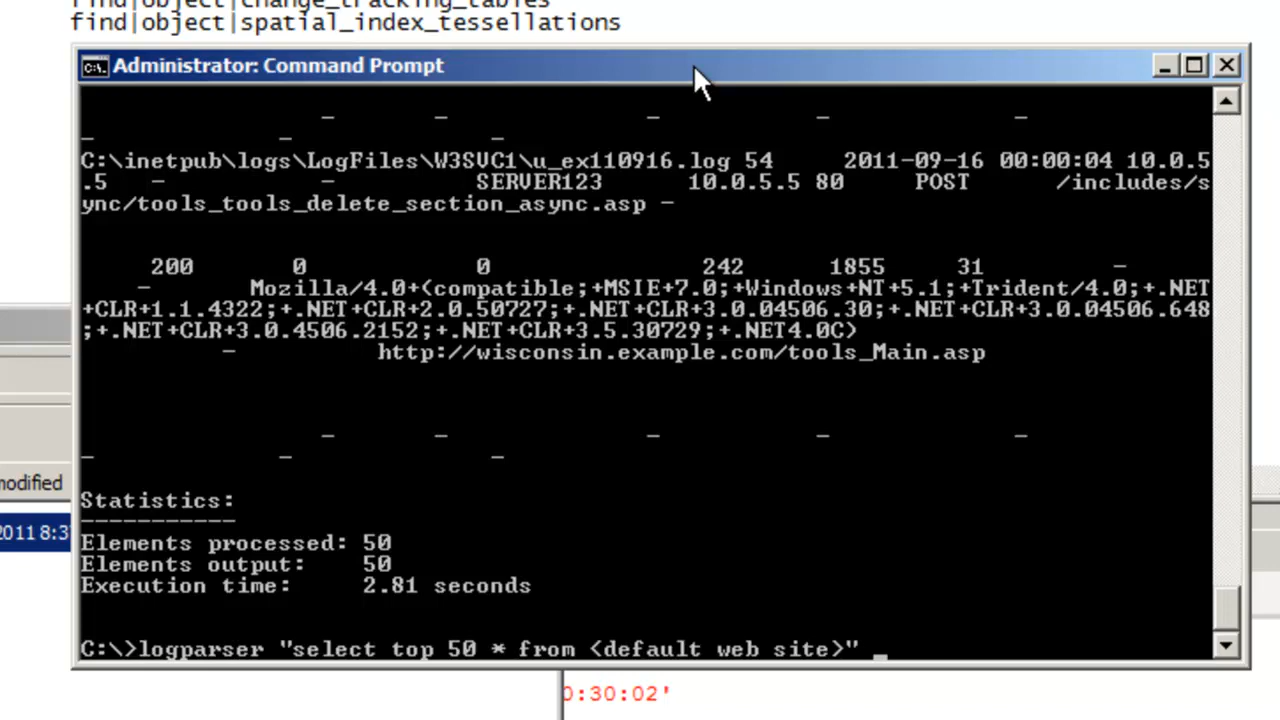 find|object|change_tracking_tables
find|object|spatial_index_tessellations
Administrator: Command Prompt
- - - - -
- - -
C:\inetpub\logs\LogFiles\W3SVC1\u_ex110916.log 54 2011-09-16 00:00:04 10.0.5
.5 - - SERVER123 10.0.5.5 80 POST /includes/s
ync/tools_tools_delete_section_async.asp -
200 0 0 242 1855 31 -
- Mozilla/4.0+(compatible;+MSIE+7.0;+Windows+NT+5.1;+Trident/4.0;+.NET
+CLR+1.1.4322;+.NET+CLR+2.0.50727;+.NET+CLR+3.0.04506.30;+.NET+CLR+3.0.04506.648
;+.NET+CLR+3.0.4506.2152;+.NET+CLR+3.5.30729;+.NET4.0C)
- http://wisconsin.example.com/tools_Main.asp
- - - - -
- - -
modified
Statistics:
-----------
2011 8:3
Elements processed: 50
Elements output: 50
Execution time: 2.81 seconds
C:\>logparser "select top 50 * from <default web site>" _
0:30:02'